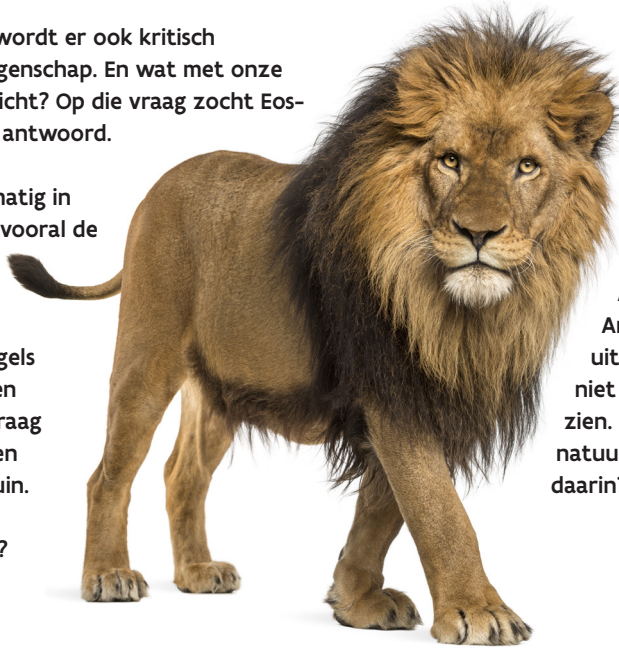 wordt er ook kritisch
genschap. En wat met onze
icht? Op die vraag zocht Eos-
antwoord.
natig in
vooral de
gels
en
raag
en
uin.
?
uit
niet
zien.
natuu
daarin?